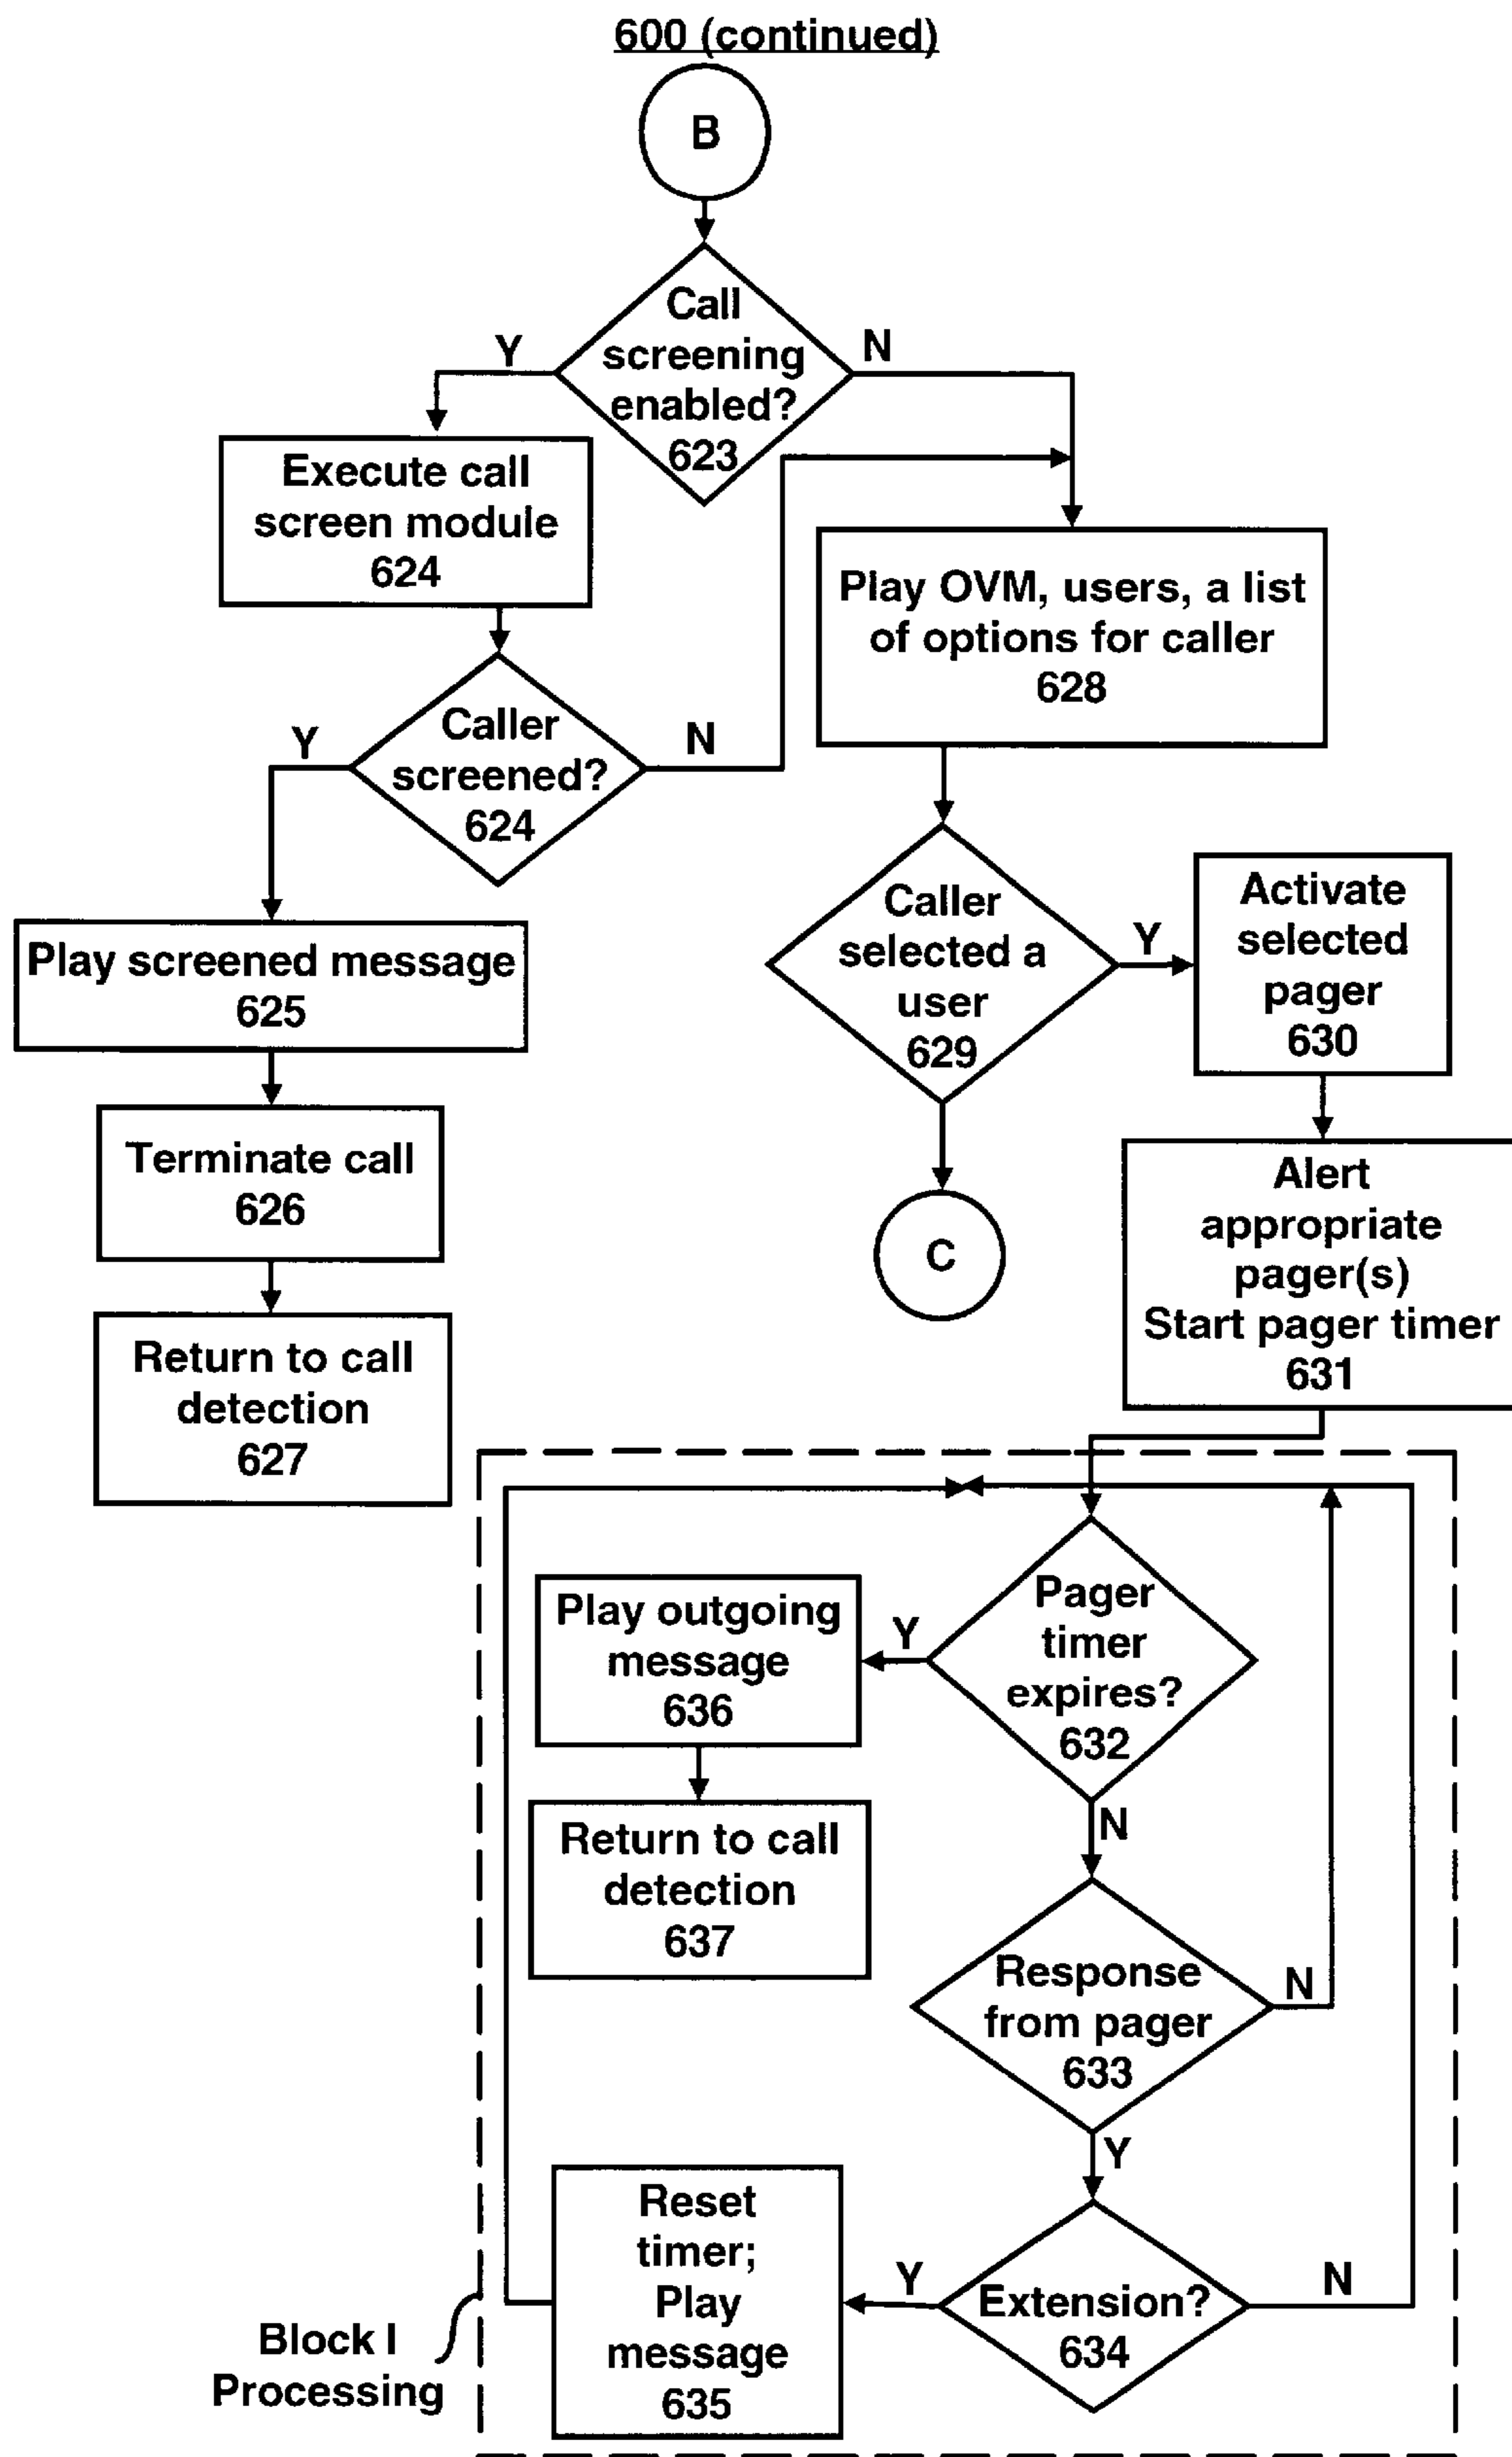 600 (continued)
B
Call
screening
enabled?
623
Y
N
Execute call
screen module
624
Play OVM, users, a list
of options for caller
628
Caller
screened?
624
Y
N
Play screened message
625
Terminate call
626
Return to call
detection
627
Caller
selected a
user
629
Y
Activate
selected
pager
630
C
Alert
appropriate
pager(s)
Start pager timer
631
Pager
timer
expires?
632
Y
N
Play outgoing
message
636
Return to call
detection
637
Response
from pager
633
N
Y
Extension?
634
Y
N
Reset
timer;
Play
message
635
Block I
Processing